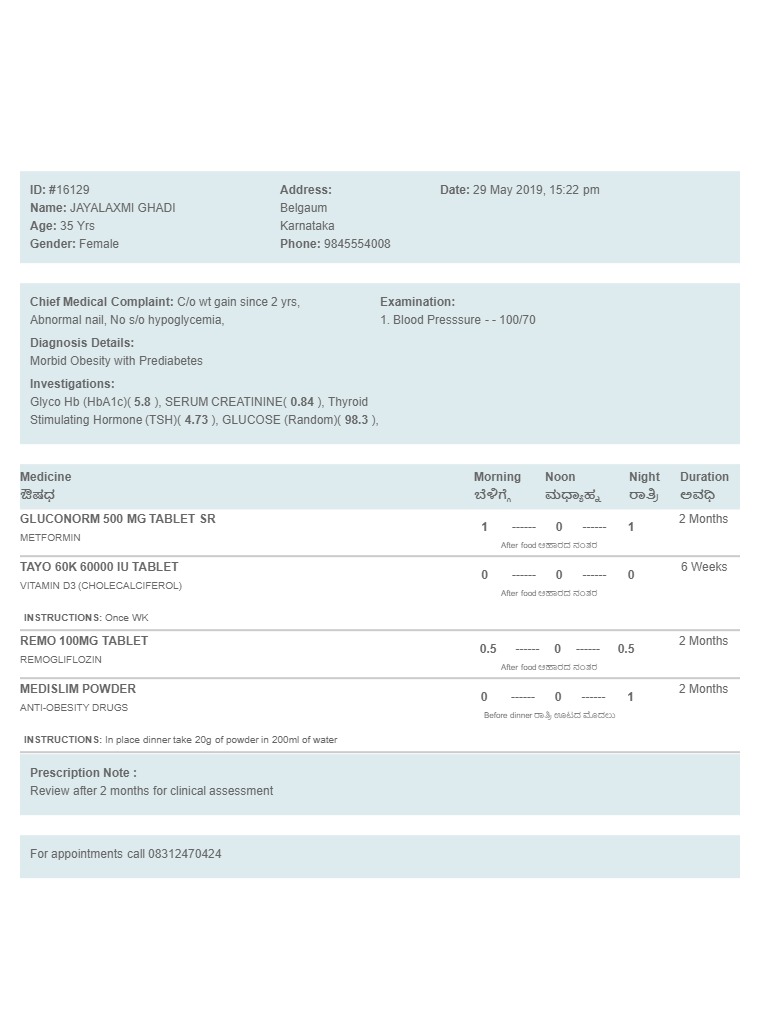 ID: #16129
Name: JAYALAXMI GHADI
Age: 35 Yrs
Gender: Female
Address:
Belgaum
Karnataka
Phone: 9845554008
Date: 29 May 2019, 15:22 pm
Chief Medical Complaint: C/o wt gain since 2 yrs,
Abnormal nail, No s/o hypoglycemia,
Diagnosis Details:
Morbid Obesity with Prediabetes
Investigations:
Glyco Hb (HbA1c)( 5.8 ), SERUM CREATININE( 0.84 ), Thyroid
Stimulating Hormone (TSH)( 4.73 ), GLUCOSE (Random)( 98.3 ),
Examination:
1. Blood Presssure - - 100/70
Medicine Morning Noon Night Duration
ಔಷಧ ಬೆಳಿಗ್ಗೆ ಮಧ್ಯಾಹ್ನ ರಾತ್ರಿ ಅವಧಿ
GLUCONORM 500 MG TABLET SR 1 ------ 0 ------ 1 2 Months
METFORMIN After food ಆಹಾರದ ನಂತರ
TAYO 60K 60000 IU TABLET 0 ------ 0 ------ 0 6 Weeks
VITAMIN D3 (CHOLECALCIFEROL) After food ಆಹಾರದ ನಂತರ
INSTRUCTIONS: Once WK
REMO 100MG TABLET 0.5 ------ 0 ------ 0.5 2 Months
REMOGLIFLOZIN After food ಆಹಾರದ ನಂತರ
MEDISLIM POWDER 0 ------ 0 ------ 1 2 Months
ANTI-OBESITY DRUGS Before dinner ರಾತ್ರಿ ಊಟದ ಮೊದಲು
INSTRUCTIONS: In place dinner take 20g of powder in 200ml of water
Prescription Note :
Review after 2 months for clinical assessment
For appointments call 08312470424